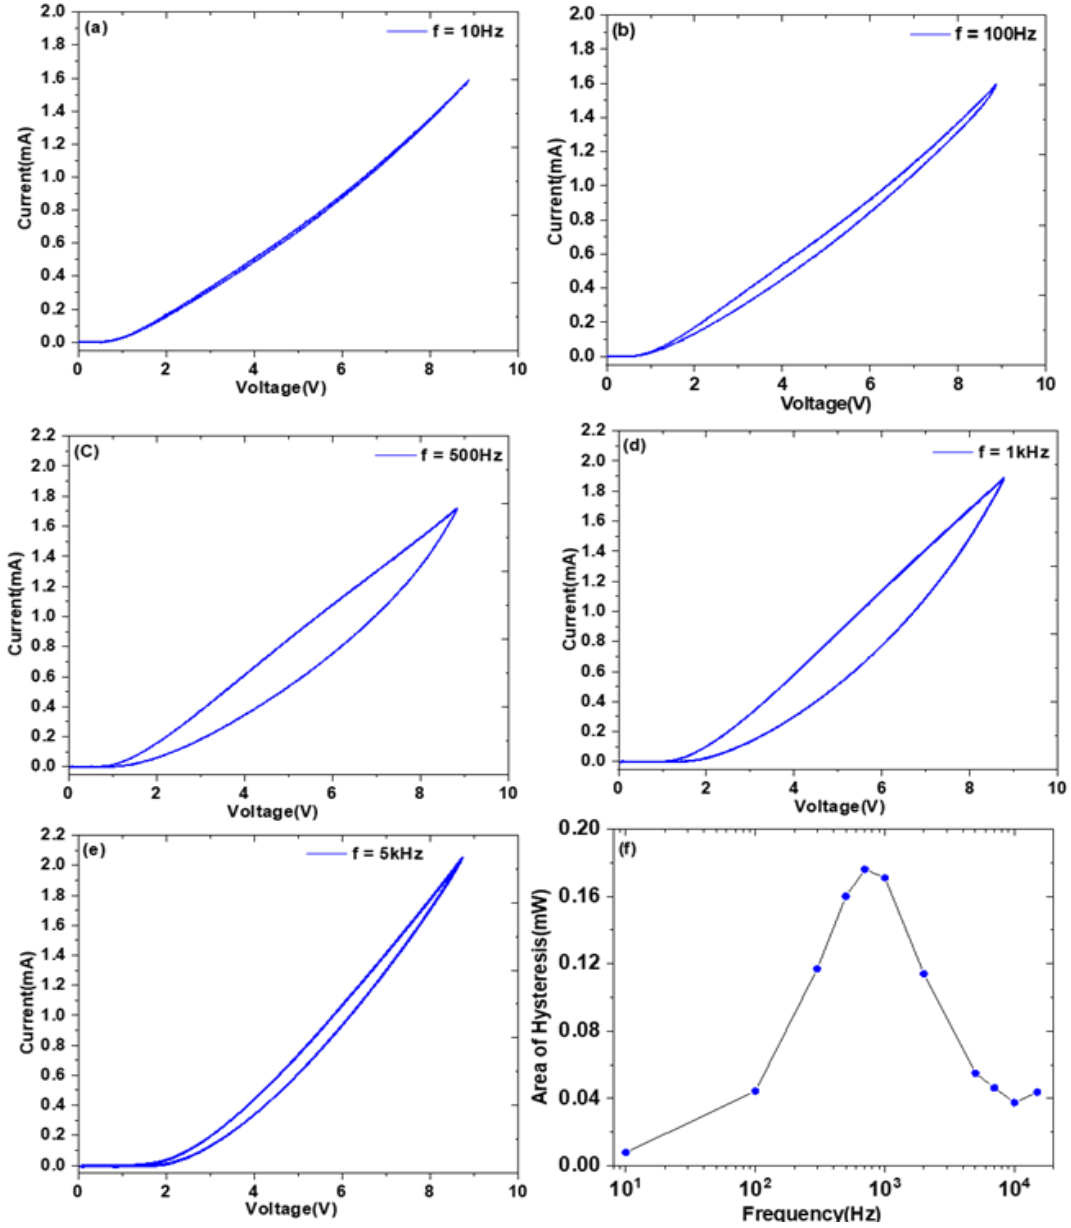 (a)
f = 10Hz
2.0
1.8
1.6
1.4
1.2
1.0
0.8
0.6
0.4
0.2
0.0
Current(mA)
0 2 4 6 8 10
Voltage(V)
(b)
f = 100Hz
2.0
1.8
1.6
1.4
1.2
1.0
0.8
0.6
0.4
0.2
0.0
Current(mA)
0 2 4 6 8 10
Voltage(V)
(C)
f = 500Hz
2.2
2.0
1.8
1.6
1.4
1.2
1.0
0.8
0.6
0.4
0.2
0.0
Current(mA)
0 2 4 6 8 10
Voltage(V)
(d)
f = 1kHz
2.2
2.0
1.8
1.6
1.4
1.2
1.0
0.8
0.6
0.4
0.2
0.0
Current(mA)
0 2 4 6 8 10
Voltage(V)
(e)
f = 5kHz
2.2
2.0
1.8
1.6
1.4
1.2
1.0
0.8
0.6
0.4
0.2
0.0
Current(mA)
0 2 4 6 8 10
Voltage(V)
(f)
0.20
0.16
0.12
0.08
0.04
0.00
Area of Hysteresis(mW)
10¹ 10² 10³ 10⁴
Frequency(Hz)